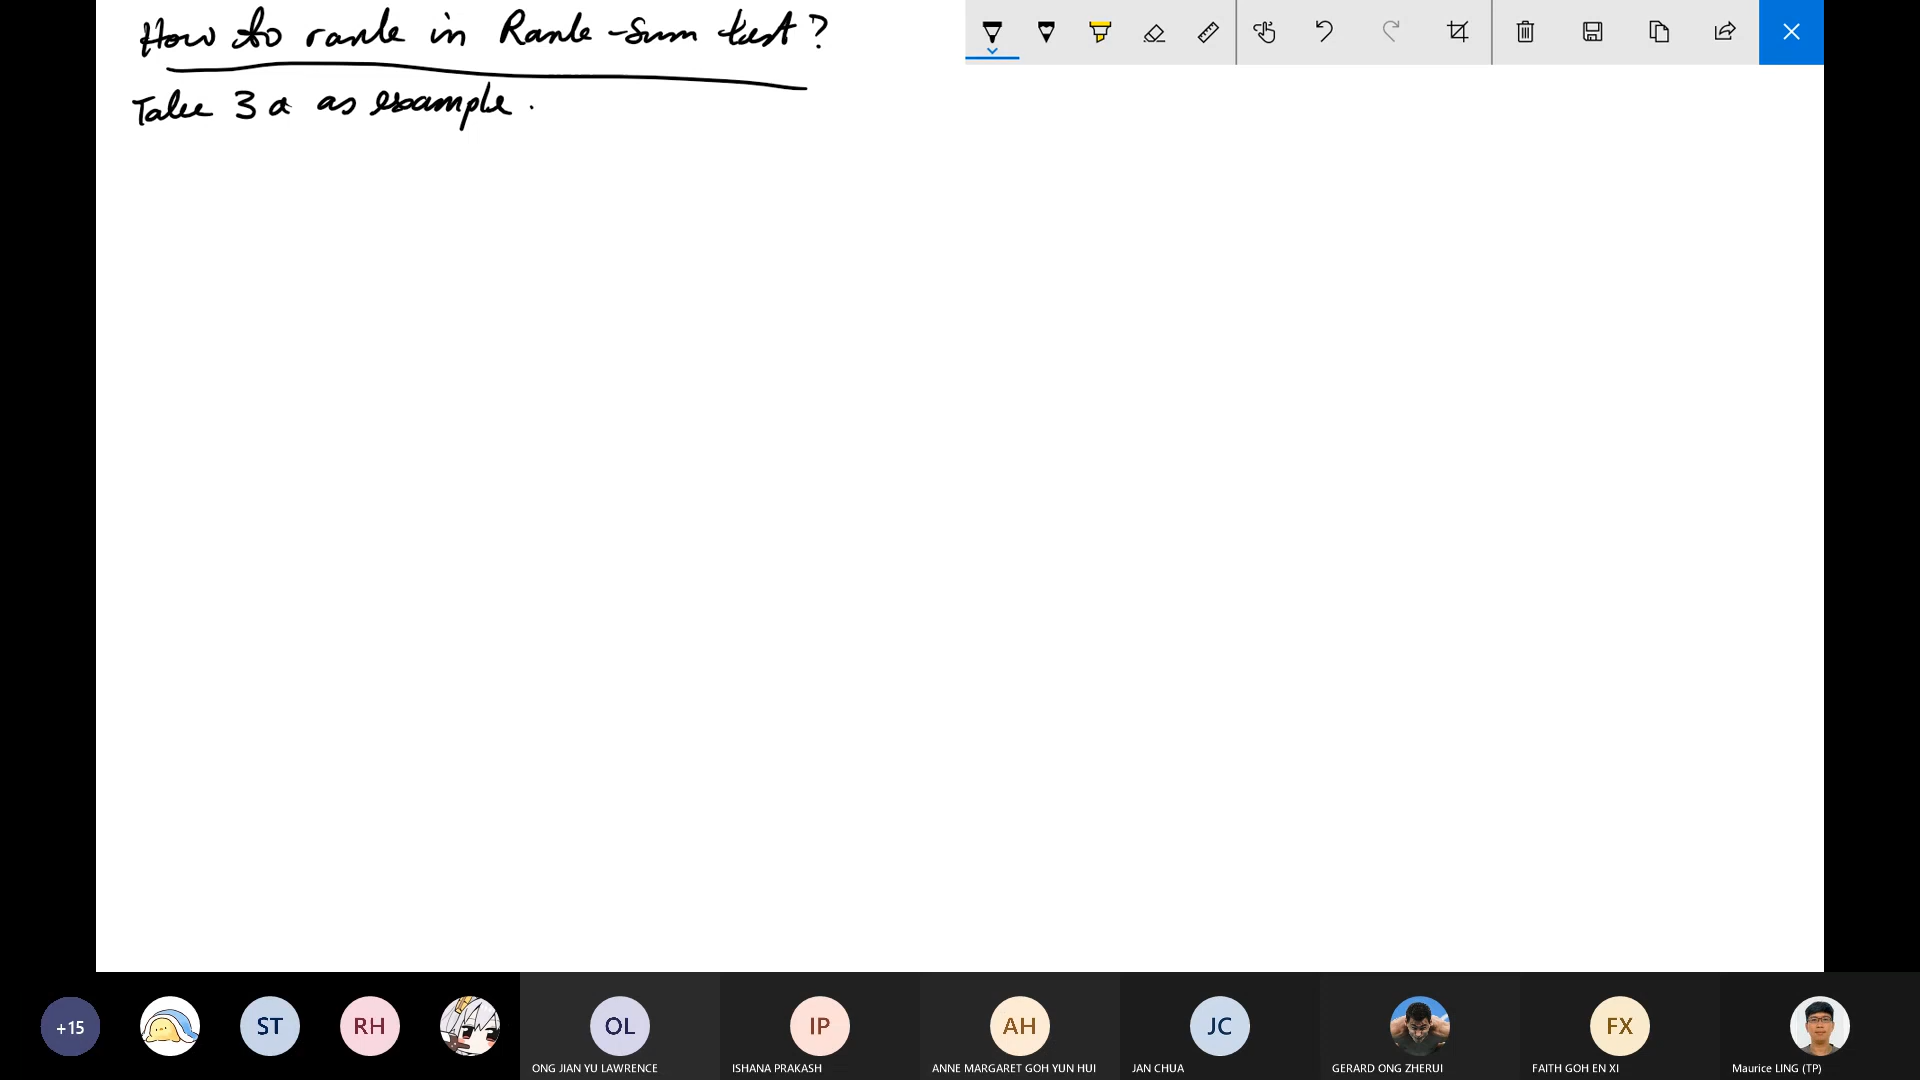 How to rank in Rank-Sum test?
Take 3a as example.
+15
ST
RH
OL
IP
AH
JC
FX
ONG JIAN YU LAWRENCE
ISHANA PRAKASH
ANNE MARGARET GOH YUN HUI
JAN CHUA
GERARD ONG ZHERUI
FAITH GOH EN XI
Maurice LING (TP)